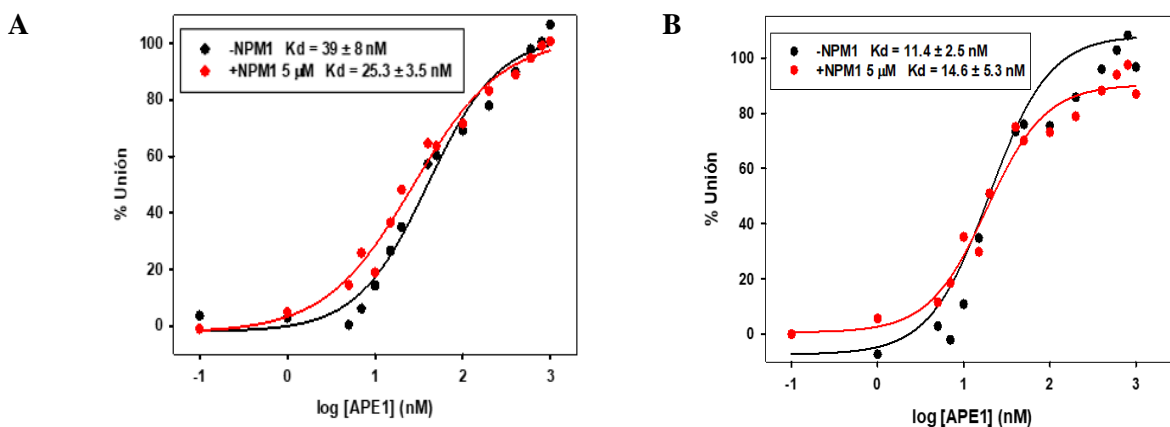 A
-NPM1 Kd = 39 ± 8 nM
+NPM1 5 µM Kd = 25.3 ± 3.5 nM
% Unión
100
80
60
40
20
0
-1 0 1 2 3
log [APE1] (nM)
B
-NPM1 Kd = 11.4 ± 2.5 nM
+NPM1 5 µM Kd = 14.6 ± 5.3 nM
% Unión
100
80
60
40
20
0
-1 0 1 2 3
log [APE1] (nM)